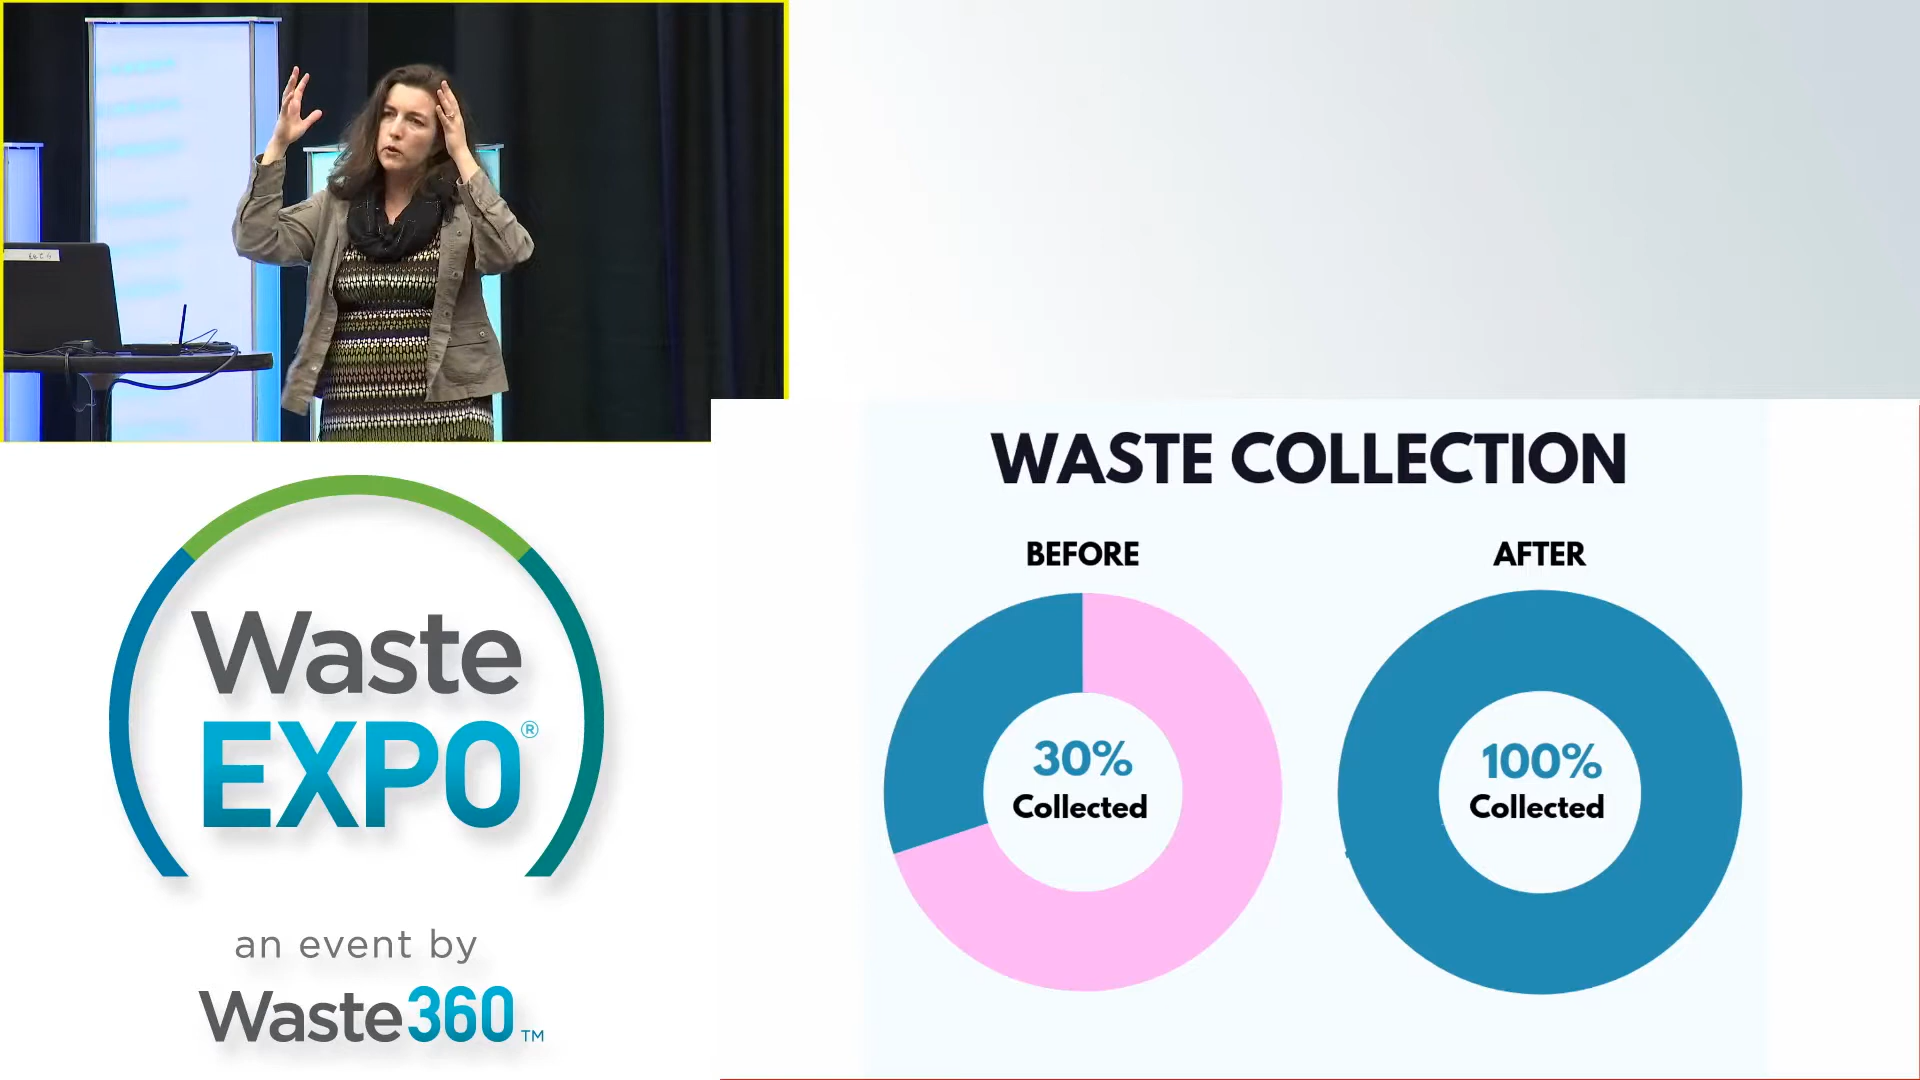 Waste
EXPO®
an event by
Waste360™
WASTE COLLECTION
BEFORE
AFTER
30%
Collected
100%
Collected